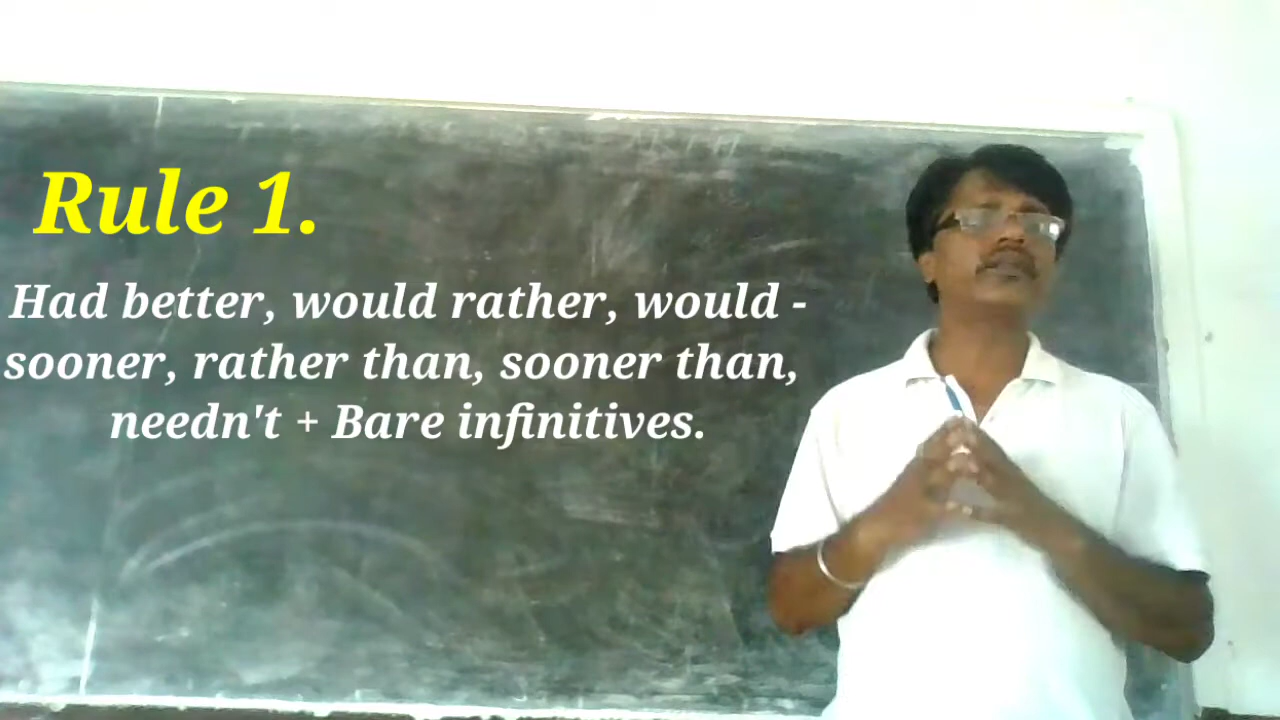 Rule 1.
Had better, would rather, would -
sooner, rather than, sooner than,
needn't + Bare infinitives.